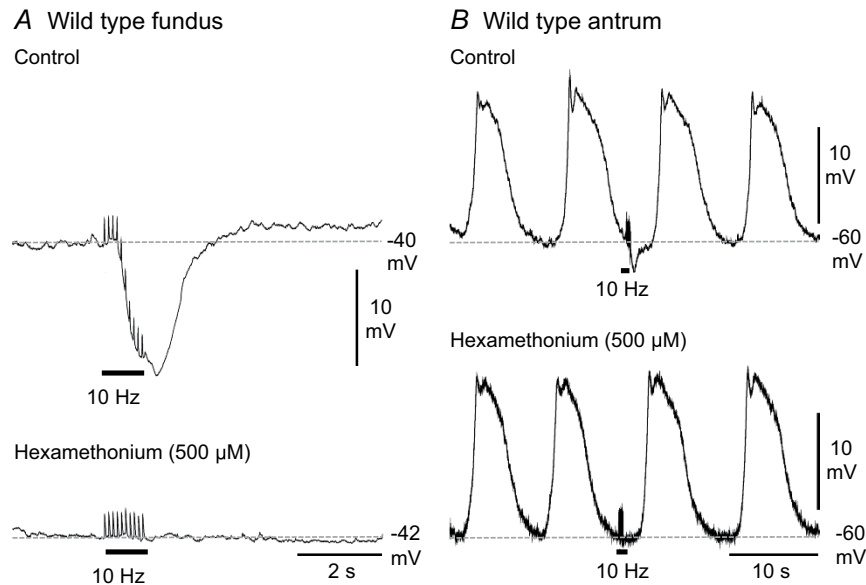 A Wild type fundus
Control
-40
mV
10
mV
10 Hz
Hexamethonium (500 µM)
-42
mV
10 Hz
2 s
B Wild type antrum
Control
10
mV
-60
mV
10 Hz
Hexamethonium (500 µM)
10
mV
-60
mV
10 Hz
10 s